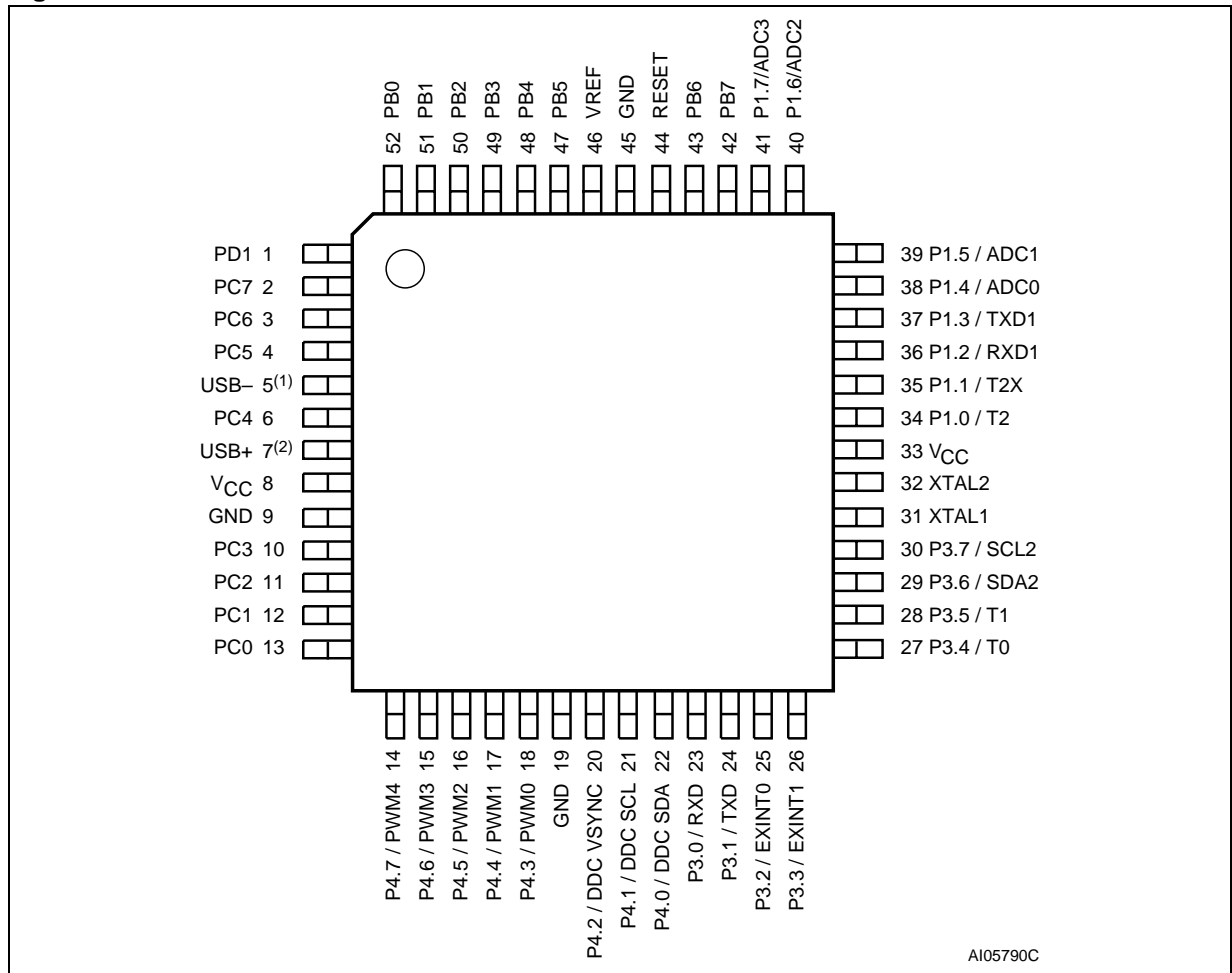 52 PB0
51 PB1
50 PB2
49 PB3
48 PB4
47 PB5
46 VREF
45 GND
44 RESET
43 PB6
42 PB7
41 P1.7/ADC3
40 P1.6/ADC2
PD1 1
PC7 2
PC6 3
PC5 4
USB– 5(1)
PC4 6
USB+ 7(2)
VCC 8
GND 9
PC3 10
PC2 11
PC1 12
PC0 13
39 P1.5 / ADC1
38 P1.4 / ADC0
37 P1.3 / TXD1
36 P1.2 / RXD1
35 P1.1 / T2X
34 P1.0 / T2
33 VCC
32 XTAL2
31 XTAL1
30 P3.7 / SCL2
29 P3.6 / SDA2
28 P3.5 / T1
27 P3.4 / T0
P4.7 / PWM4 14
P4.6 / PWM3 15
P4.5 / PWM2 16
P4.4 / PWM1 17
P4.3 / PWM0 18
GND 19
P4.2 / DDC VSYNC 20
P4.1 / DDC SCL 21
P4.0 / DDC SDA 22
P3.0 / RXD 23
P3.1 / TXD 24
P3.2 / EXINT0 25
P3.3 / EXINT1 26
AI05790C